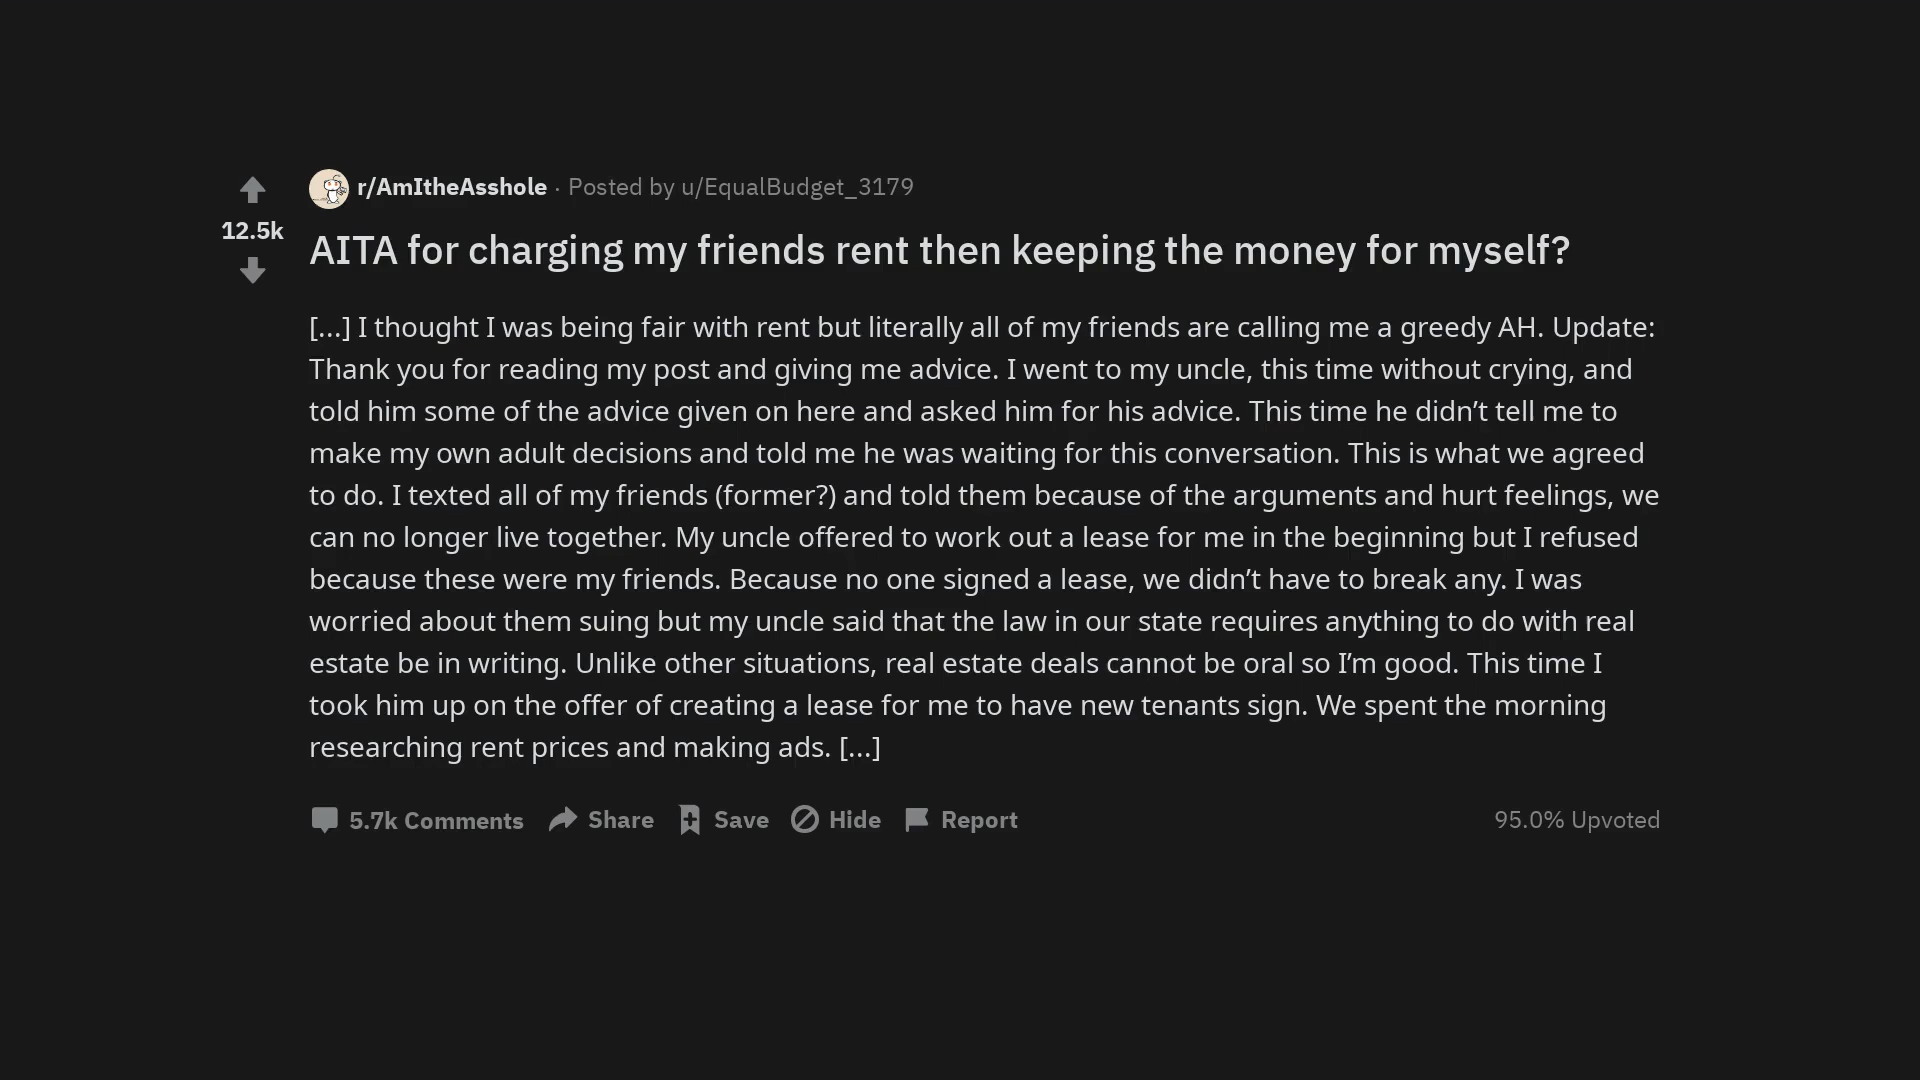 r/AmItheAsshole · Posted by u/EqualBudget_3179
12.5k
AITA for charging my friends rent then keeping the money for myself?
[...] I thought I was being fair with rent but literally all of my friends are calling me a greedy AH. Update:
Thank you for reading my post and giving me advice. I went to my uncle, this time without crying, and
told him some of the advice given on here and asked him for his advice. This time he didn’t tell me to
make my own adult decisions and told me he was waiting for this conversation. This is what we agreed
to do. I texted all of my friends (former?) and told them because of the arguments and hurt feelings, we
can no longer live together. My uncle offered to work out a lease for me in the beginning but I refused
because these were my friends. Because no one signed a lease, we didn’t have to break any. I was
worried about them suing but my uncle said that the law in our state requires anything to do with real
estate be in writing. Unlike other situations, real estate deals cannot be oral so I’m good. This time I
took him up on the offer of creating a lease for me to have new tenants sign. We spent the morning
researching rent prices and making ads. [...]
5.7k Comments Share Save Hide Report 95.0% Upvoted